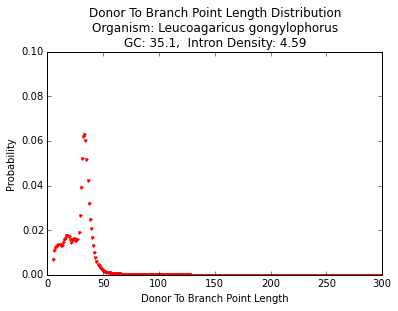 Donor To Branch Point Length Distribution
Organism: Leucoagaricus gongylophorus
GC: 35.1,  Intron Density: 4.59
0.10
0.08
0.06
0.04
0.02
0.00
Probability
0 50 100 150 200 250 300
Donor To Branch Point Length